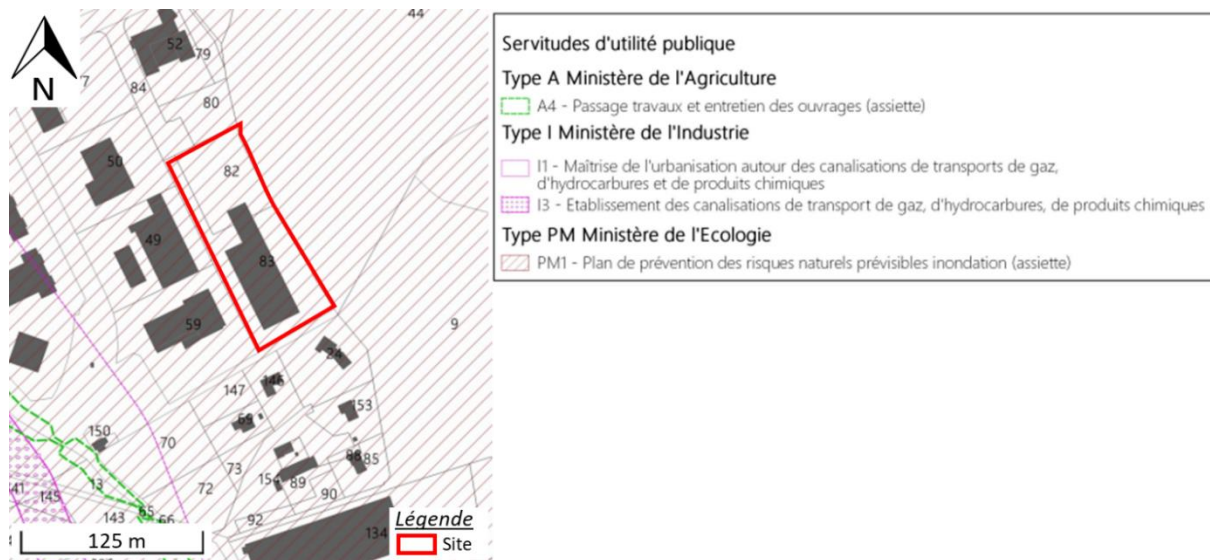 44
52
79
7
84
N
80
50
82
49
83
59
9
24
147
146
69
153
150
70
73
88
85
154
89
13
72
90
41
145
65
143
66
92
134
125 m
Légende
Site
Servitudes d'utilité publique
Type A Ministère de l'Agriculture
A4 - Passage travaux et entretien des ouvrages (assiette)
Type I Ministère de l'Industrie
I1 - Maîtrise de l'urbanisation autour des canalisations de transports de gaz,
d'hydrocarbures et de produits chimiques
I3 - Etablissement des canalisations de transport de gaz, d'hydrocarbures, de produits chimiques
Type PM Ministère de l'Ecologie
PM1 - Plan de prévention des risques naturels prévisibles inondation (assiette)